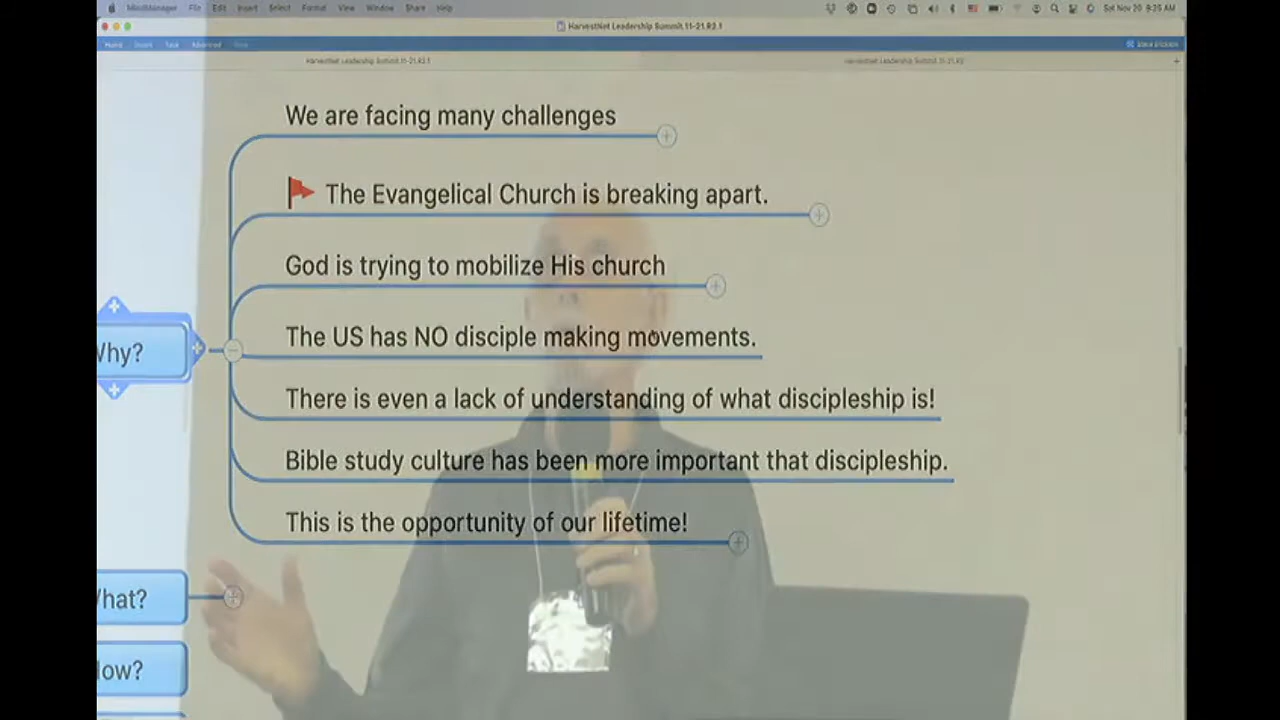 MindManager File Edit Insert Select Format View Window Share Help
Sat Nov 20 9:25 AM
HarvestNet Leadership Summit.11-21.R2.1
Home Insert Task Advanced View
HarvestNet Leadership Summit.11-21.R2.1
HarvestNet Leadership Summit.11-21.R2
We are facing many challenges
The Evangelical Church is breaking apart.
God is trying to mobilize His church
The US has NO disciple making movements.
Why?
There is even a lack of understanding of what discipleship is!
Bible study culture has been more important that discipleship.
This is the opportunity of our lifetime!
What?
How?